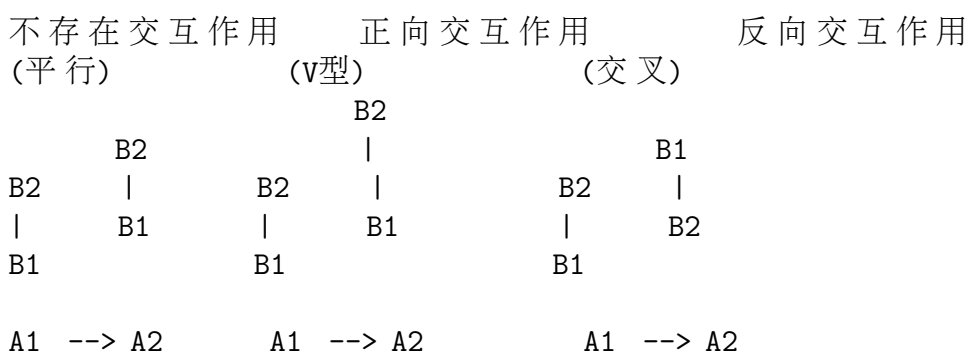 不存在交互作用 正向交互作用 反向交互作用
(平行) (V型) (交叉)
B2
B2 | B1
B2 | B2 | B2 |
| B1 | B1 | B2
B1 B1 B1
A1 --> A2 A1 --> A2 A1 --> A2